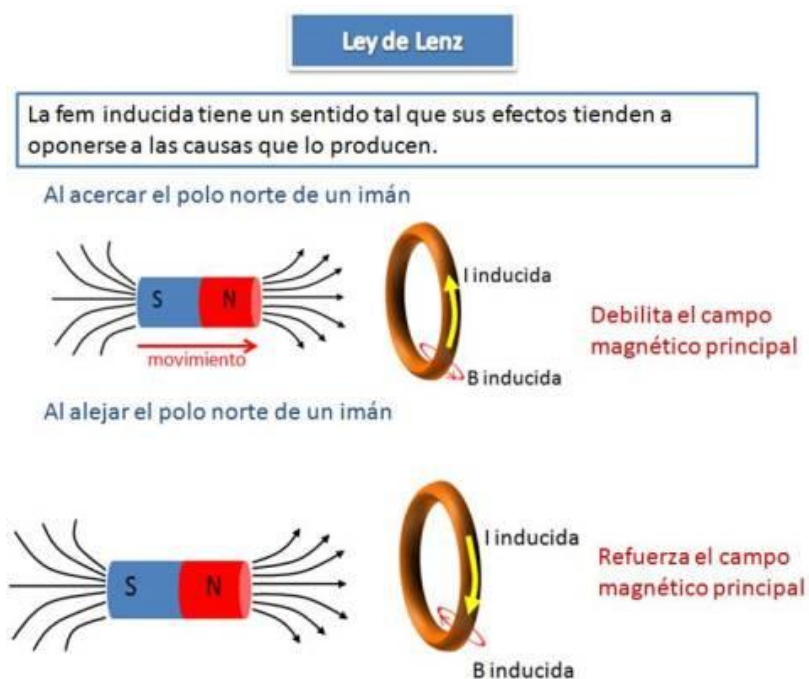 Ley de Lenz
La fem inducida tiene un sentido tal que sus efectos tienden a
oponerse a las causas que lo producen.
Al acercar el polo norte de un imán
S N
movimiento
I inducida
B inducida
Debilita el campo
magnético principal
Al alejar el polo norte de un imán
S N
I inducida
B inducida
Refuerza el campo
magnético principal